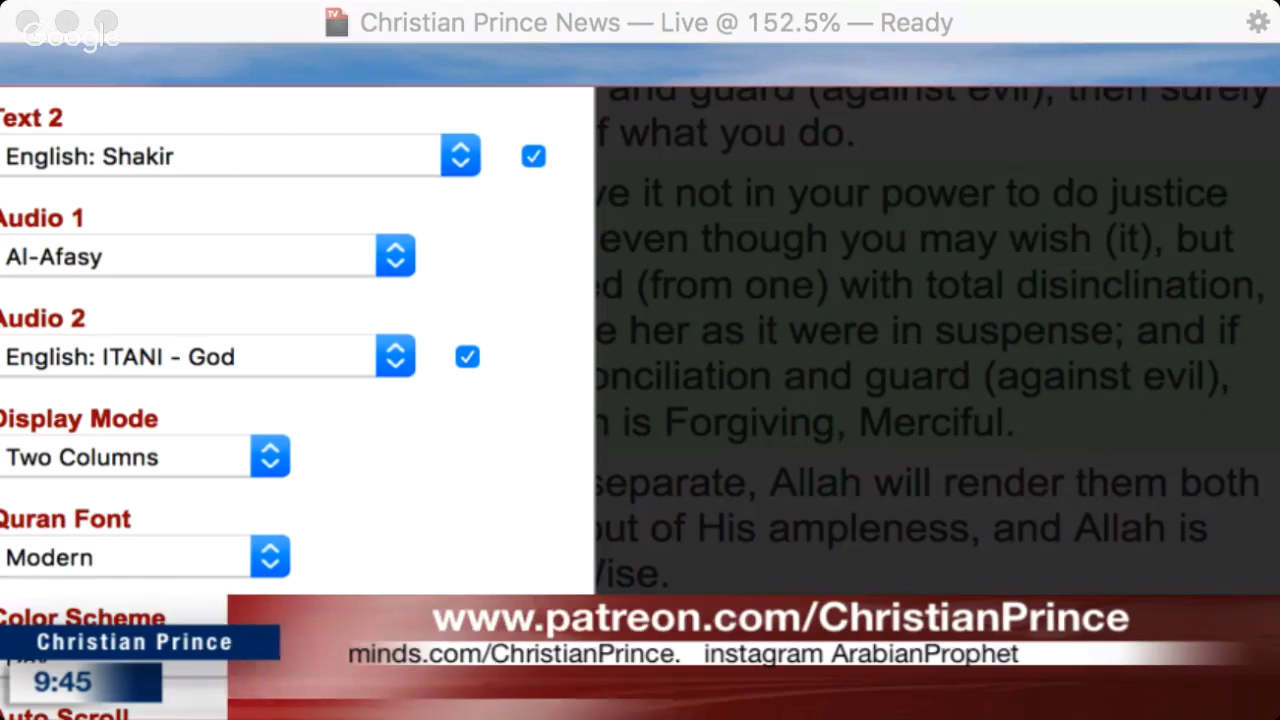 Christian Prince News — Live @ 152.5% — Ready
Google
Text 2
English: Shakir
Audio 1
Al-Afasy
Audio 2
English: ITANI - God
Display Mode
Two Columns
Quran Font
Modern
Color Scheme
Auto Scroll
and guard (against evil), then surely
f what you do.
ve it not in your power to do justice
even though you may wish (it), but
ed (from one) with total disinclination,
e her as it were in suspense; and if
onciliation and guard (against evil),
h is Forgiving, Merciful.
separate, Allah will render them both
out of His ampleness, and Allah is
Wise.
www.patreon.com/ChristianPrince
Christian Prince
minds.com/ChristianPrince. instagram ArabianProphet
9:45